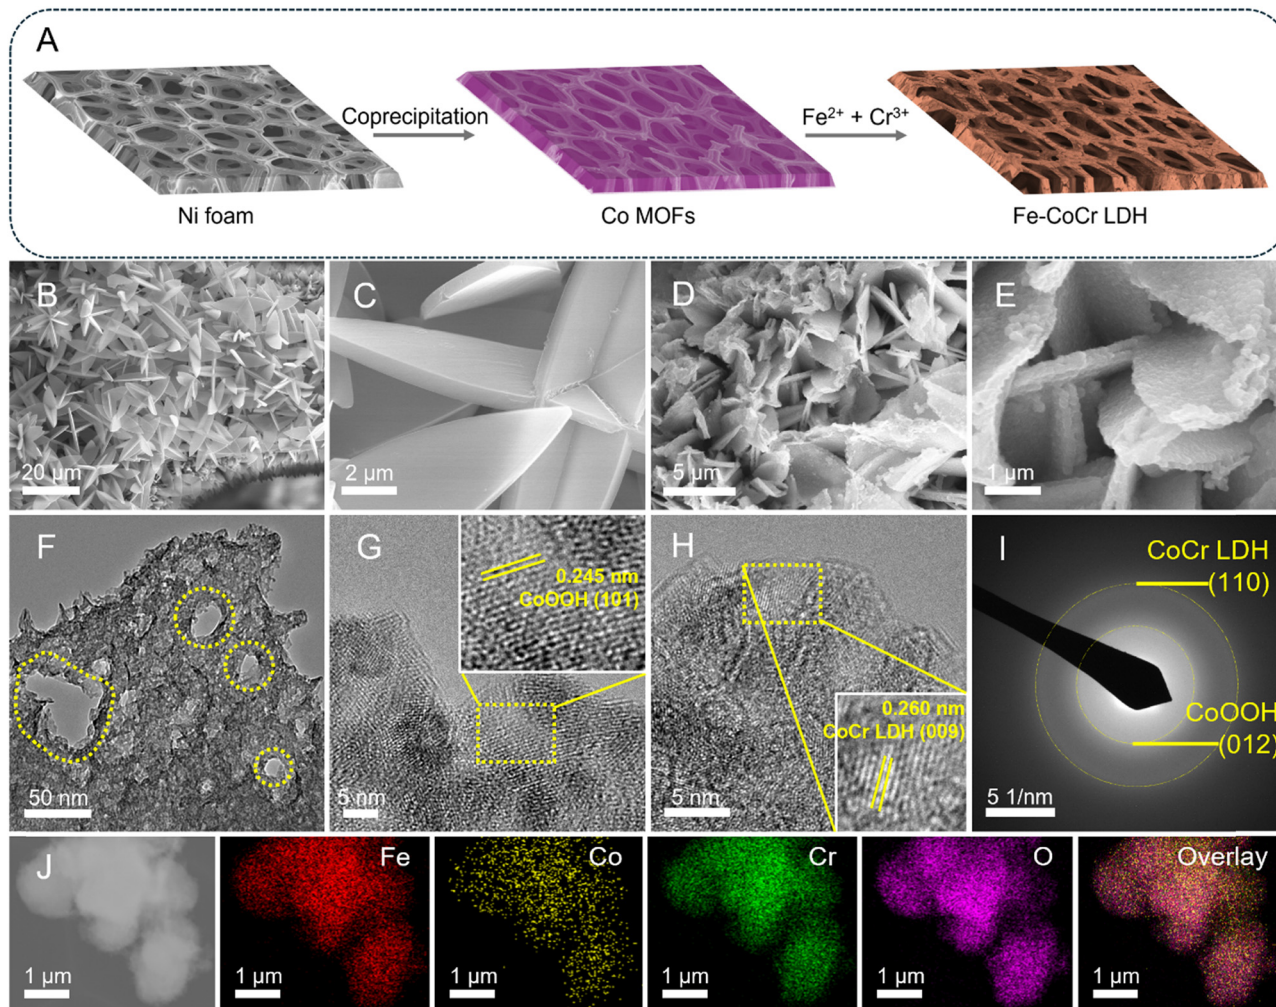 A
Coprecipitation
Fe²⁺ + Cr³⁺
Ni foam
Co MOFs
Fe-CoCr LDH
B
20 µm
C
2 µm
D
5 µm
E
1 µm
F
50 nm
G
0.245 nm
CoOOH (101)
5 nm
H
0.260 nm
CoCr LDH (009)
5 nm
I
CoCr LDH
(110)
CoOOH
(012)
5 1/nm
J
1 µm
Fe
1 µm
Co
1 µm
Cr
1 µm
O
1 µm
Overlay
1 µm